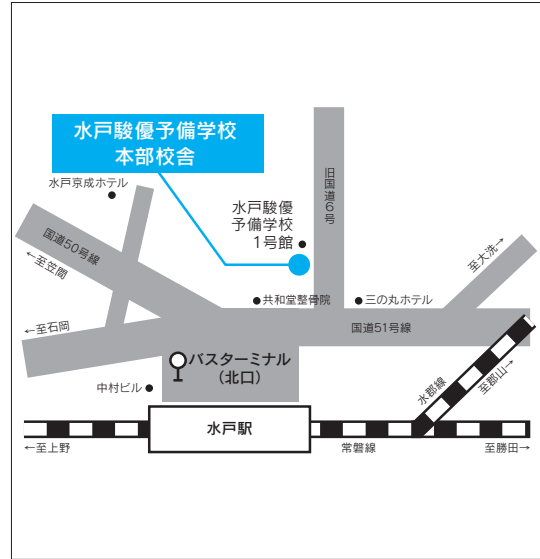 水戸駿優予備学校
本部校舎
水戸京成ホテル
水戸駿優
予備学校
1号館
旧国道6号
国道50号線
←至笠間
至大洗→
共和堂整骨院
三の丸ホテル
←至石岡
国道51号線
バスターミナル
(北口)
中村ビル
水郡線
至郡山→
水戸駅
←至上野
常磐線
至勝田→